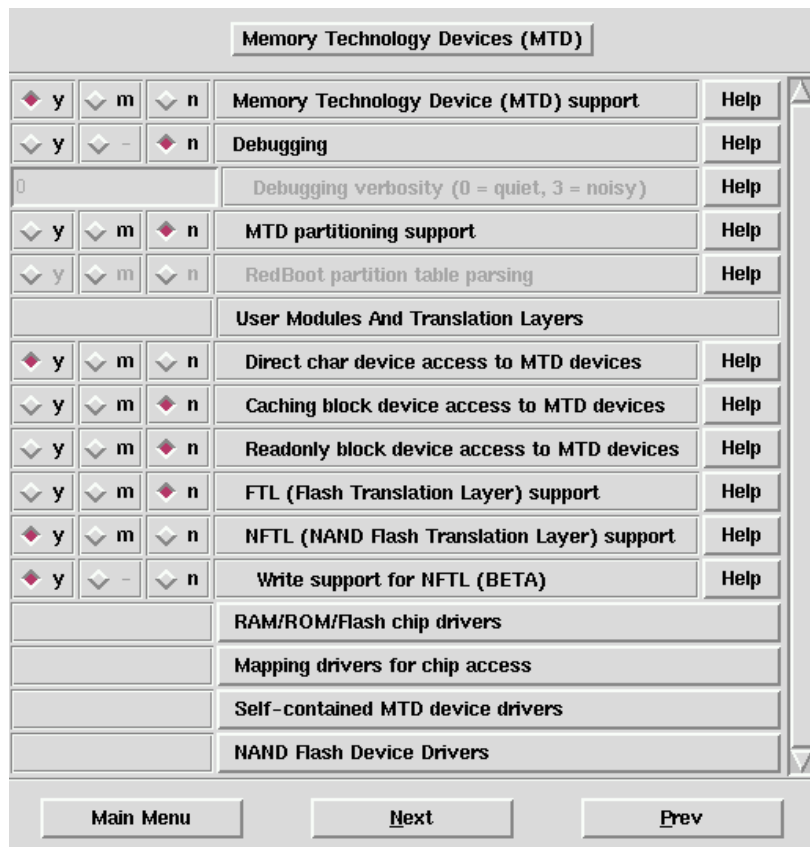 Memory Technology Devices (MTD)
y m n Memory Technology Device (MTD) support Help
y - n Debugging Help
0 Debugging verbosity (0 = quiet, 3 = noisy) Help
y m n MTD partitioning support Help
y m n RedBoot partition table parsing Help
User Modules And Translation Layers
y m n Direct char device access to MTD devices Help
y m n Caching block device access to MTD devices Help
y m n Readonly block device access to MTD devices Help
y m n FTL (Flash Translation Layer) support Help
y m n NFTL (NAND Flash Translation Layer) support Help
y - n Write support for NFTL (BETA) Help
RAM/ROM/Flash chip drivers
Mapping drivers for chip access
Self-contained MTD device drivers
NAND Flash Device Drivers
Main Menu Next Prev